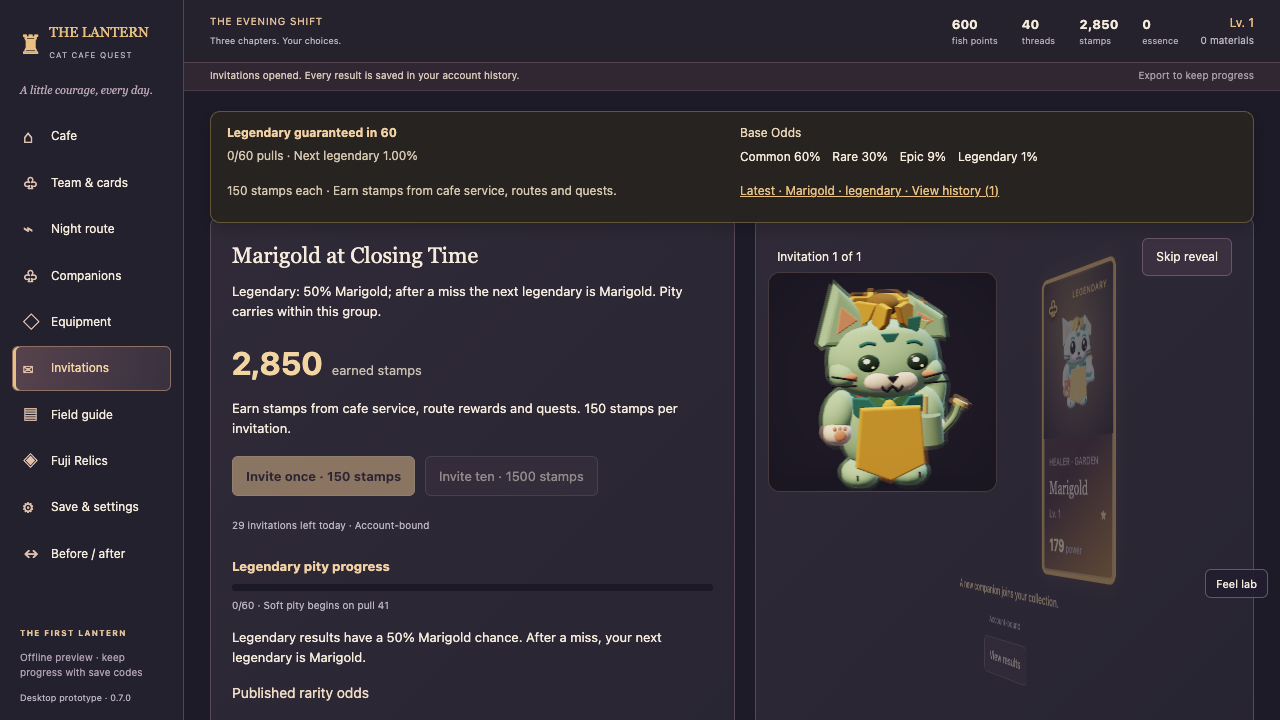 THE LANTERN
CAT CAFE QUEST
A little courage, every day.
Cafe
Team & cards
Night route
Companions
Equipment
Invitations
Field guide
Fuji Relics
Save & settings
Before / after
THE FIRST LANTERN
Offline preview · keep
progress with save codes
Desktop prototype · 0.7.0
THE EVENING SHIFT
Three chapters. Your choices.
600
fish points
40
threads
2,850
stamps
0
essence
Lv. 1
0 materials
Invitations opened. Every result is saved in your account history.
Export to keep progress
Legendary guaranteed in 60
0/60 pulls · Next legendary 1.00%
150 stamps each · Earn stamps from cafe service, routes and quests.
Base Odds
Common 60% Rare 30% Epic 9% Legendary 1%
Latest · Marigold · legendary · View history (1)
Marigold at Closing Time
Legendary: 50% Marigold; after a miss the next legendary is Marigold. Pity
carries within this group.
2,850 earned stamps
Earn stamps from cafe service, route rewards and quests. 150 stamps per
invitation.
Invite once · 150 stamps
Invite ten · 1500 stamps
29 invitations left today · Account-bound
Legendary pity progress
0/60 · Soft pity begins on pull 41
Legendary results have a 50% Marigold chance. After a miss, your next
legendary is Marigold.
Published rarity odds
Invitation 1 of 1
Skip reveal
LEGENDARY
HEALER · GARDEN
Marigold
Lv. 1
179 power
A new companion joins your collection.
Account-bound
View results
Feel lab